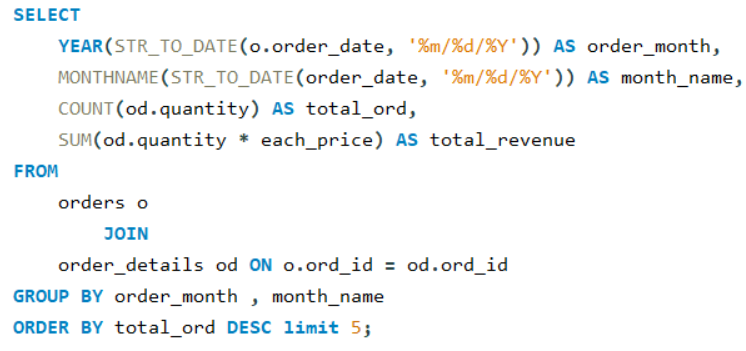 SELECT
YEAR(STR_TO_DATE(o.order_date, '%m/%d/%Y')) AS order_month,
MONTHNAME(STR_TO_DATE(order_date, '%m/%d/%Y')) AS month_name,
COUNT(od.quantity) AS total_ord,
SUM(od.quantity * each_price) AS total_revenue
FROM
orders o
JOIN
order_details od ON o.ord_id = od.ord_id
GROUP BY order_month , month_name
ORDER BY total_ord DESC limit 5;